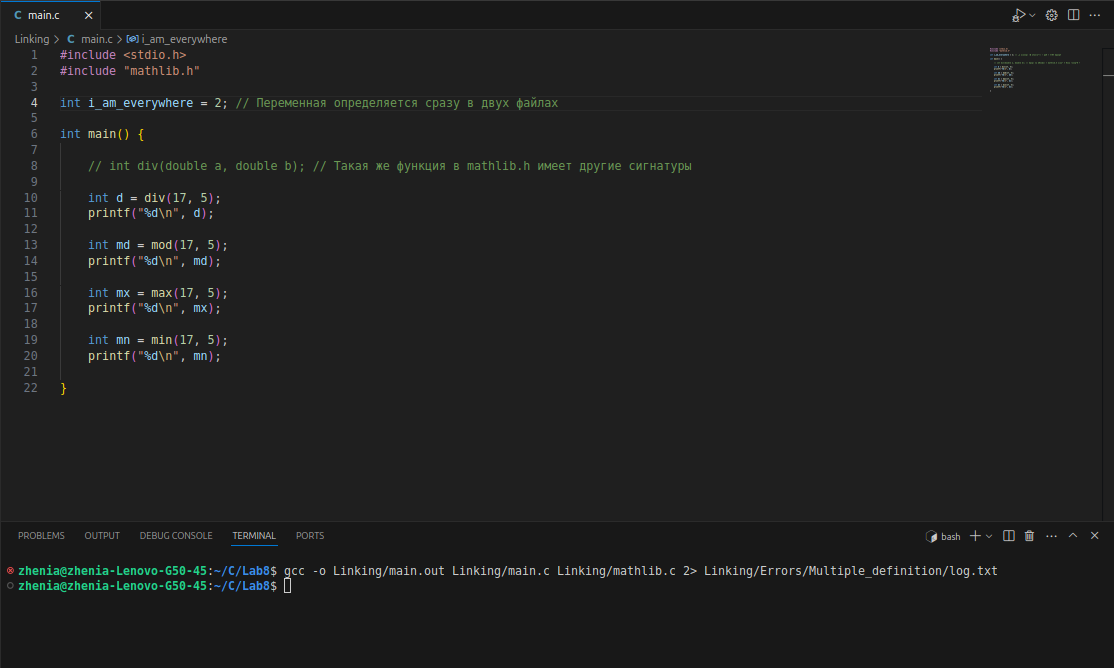 C main.c ×
Linking > C main.c > i_am_everywhere
1 #include <stdio.h>
2 #include "mathlib.h"
3
4 int i_am_everywhere = 2; // Переменная определяется сразу в двух файлах
5
6 int main() {
7
8 // int div(double a, double b); // Такая же функция в mathlib.h имеет другие сигнатуры
9
10 int d = div(17, 5);
11 printf("%d\n", d);
12
13 int md = mod(17, 5);
14 printf("%d\n", md);
15
16 int mx = max(17, 5);
17 printf("%d\n", mx);
18
19 int mn = min(17, 5);
20 printf("%d\n", mn);
21
22 }
PROBLEMS OUTPUT DEBUG CONSOLE TERMINAL PORTS bash
zhenia@zhenia-Lenovo-G50-45:~/C/Lab8$ gcc -o Linking/main.out Linking/main.c Linking/mathlib.c 2> Linking/Errors/Multiple_definition/log.txt
zhenia@zhenia-Lenovo-G50-45:~/C/Lab8$